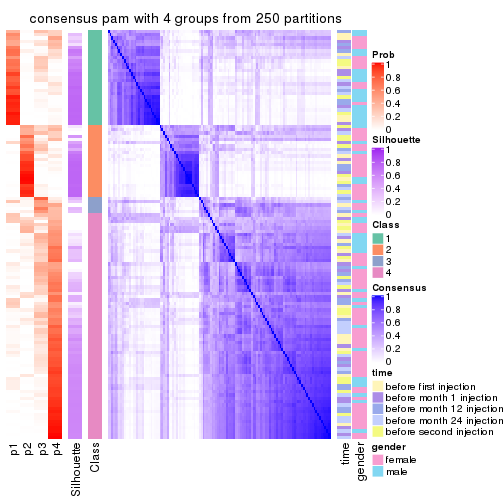 consensus pam with 4 groups from 250 partitions
Prob
1
0.8
0.6
0.4
0.2
0
Silhouette
1
0.8
0.6
0.4
0.2
0
Class
1
2
3
4
Consensus
1
0.8
0.6
0.4
0.2
0
time
before first injection
before month 1 injection
before month 12 injection
before month 24 injection
before second injection
gender
female
male
p1
p2
p3
p4
Silhouette
Class
time
gender